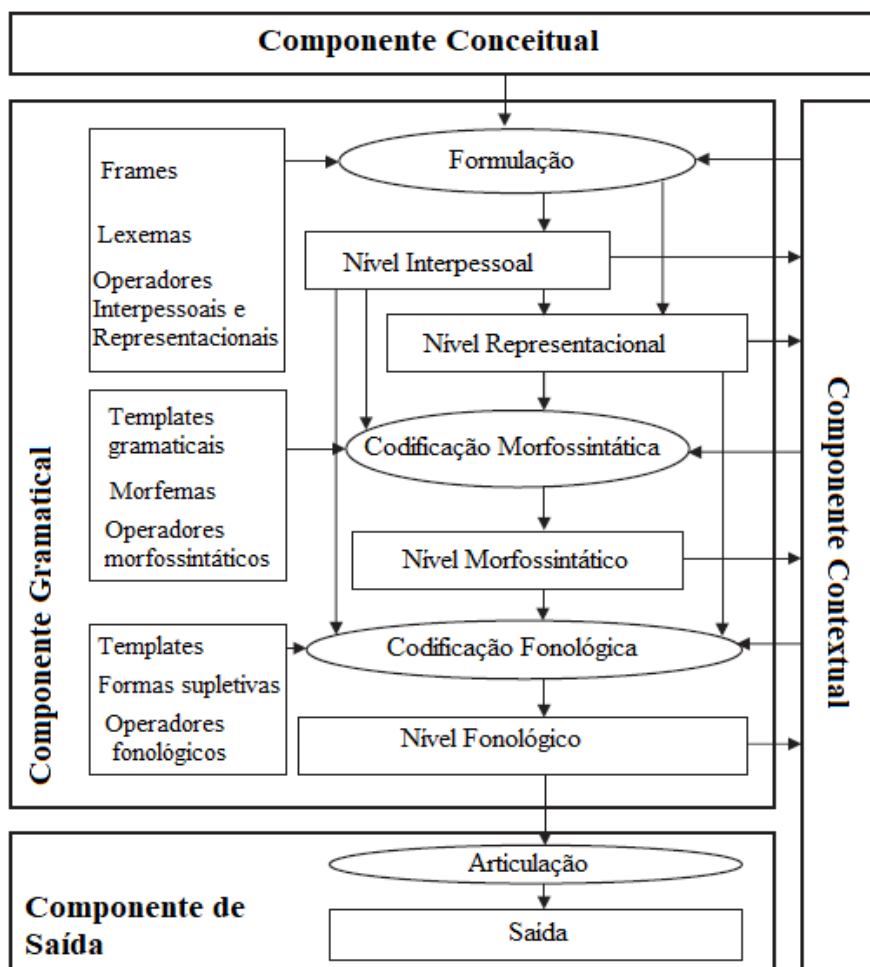 Componente Conceitual
Formulação
Frames
Lexemas
Operadores
Interpessoais e
Representacionais
Nível Interpessoal
Nível Representacional
Templates
gramaticais
Morfemas
Operadores
morfossintáticos
Codificação Morfossintática
Nível Morfossintático
Templates
Formas supletivas
Operadores
fonológicos
Codificação Fonológica
Nível Fonológico
Componente Gramatical
Componente Contextual
Articulação
Componente de
Saída
Saída